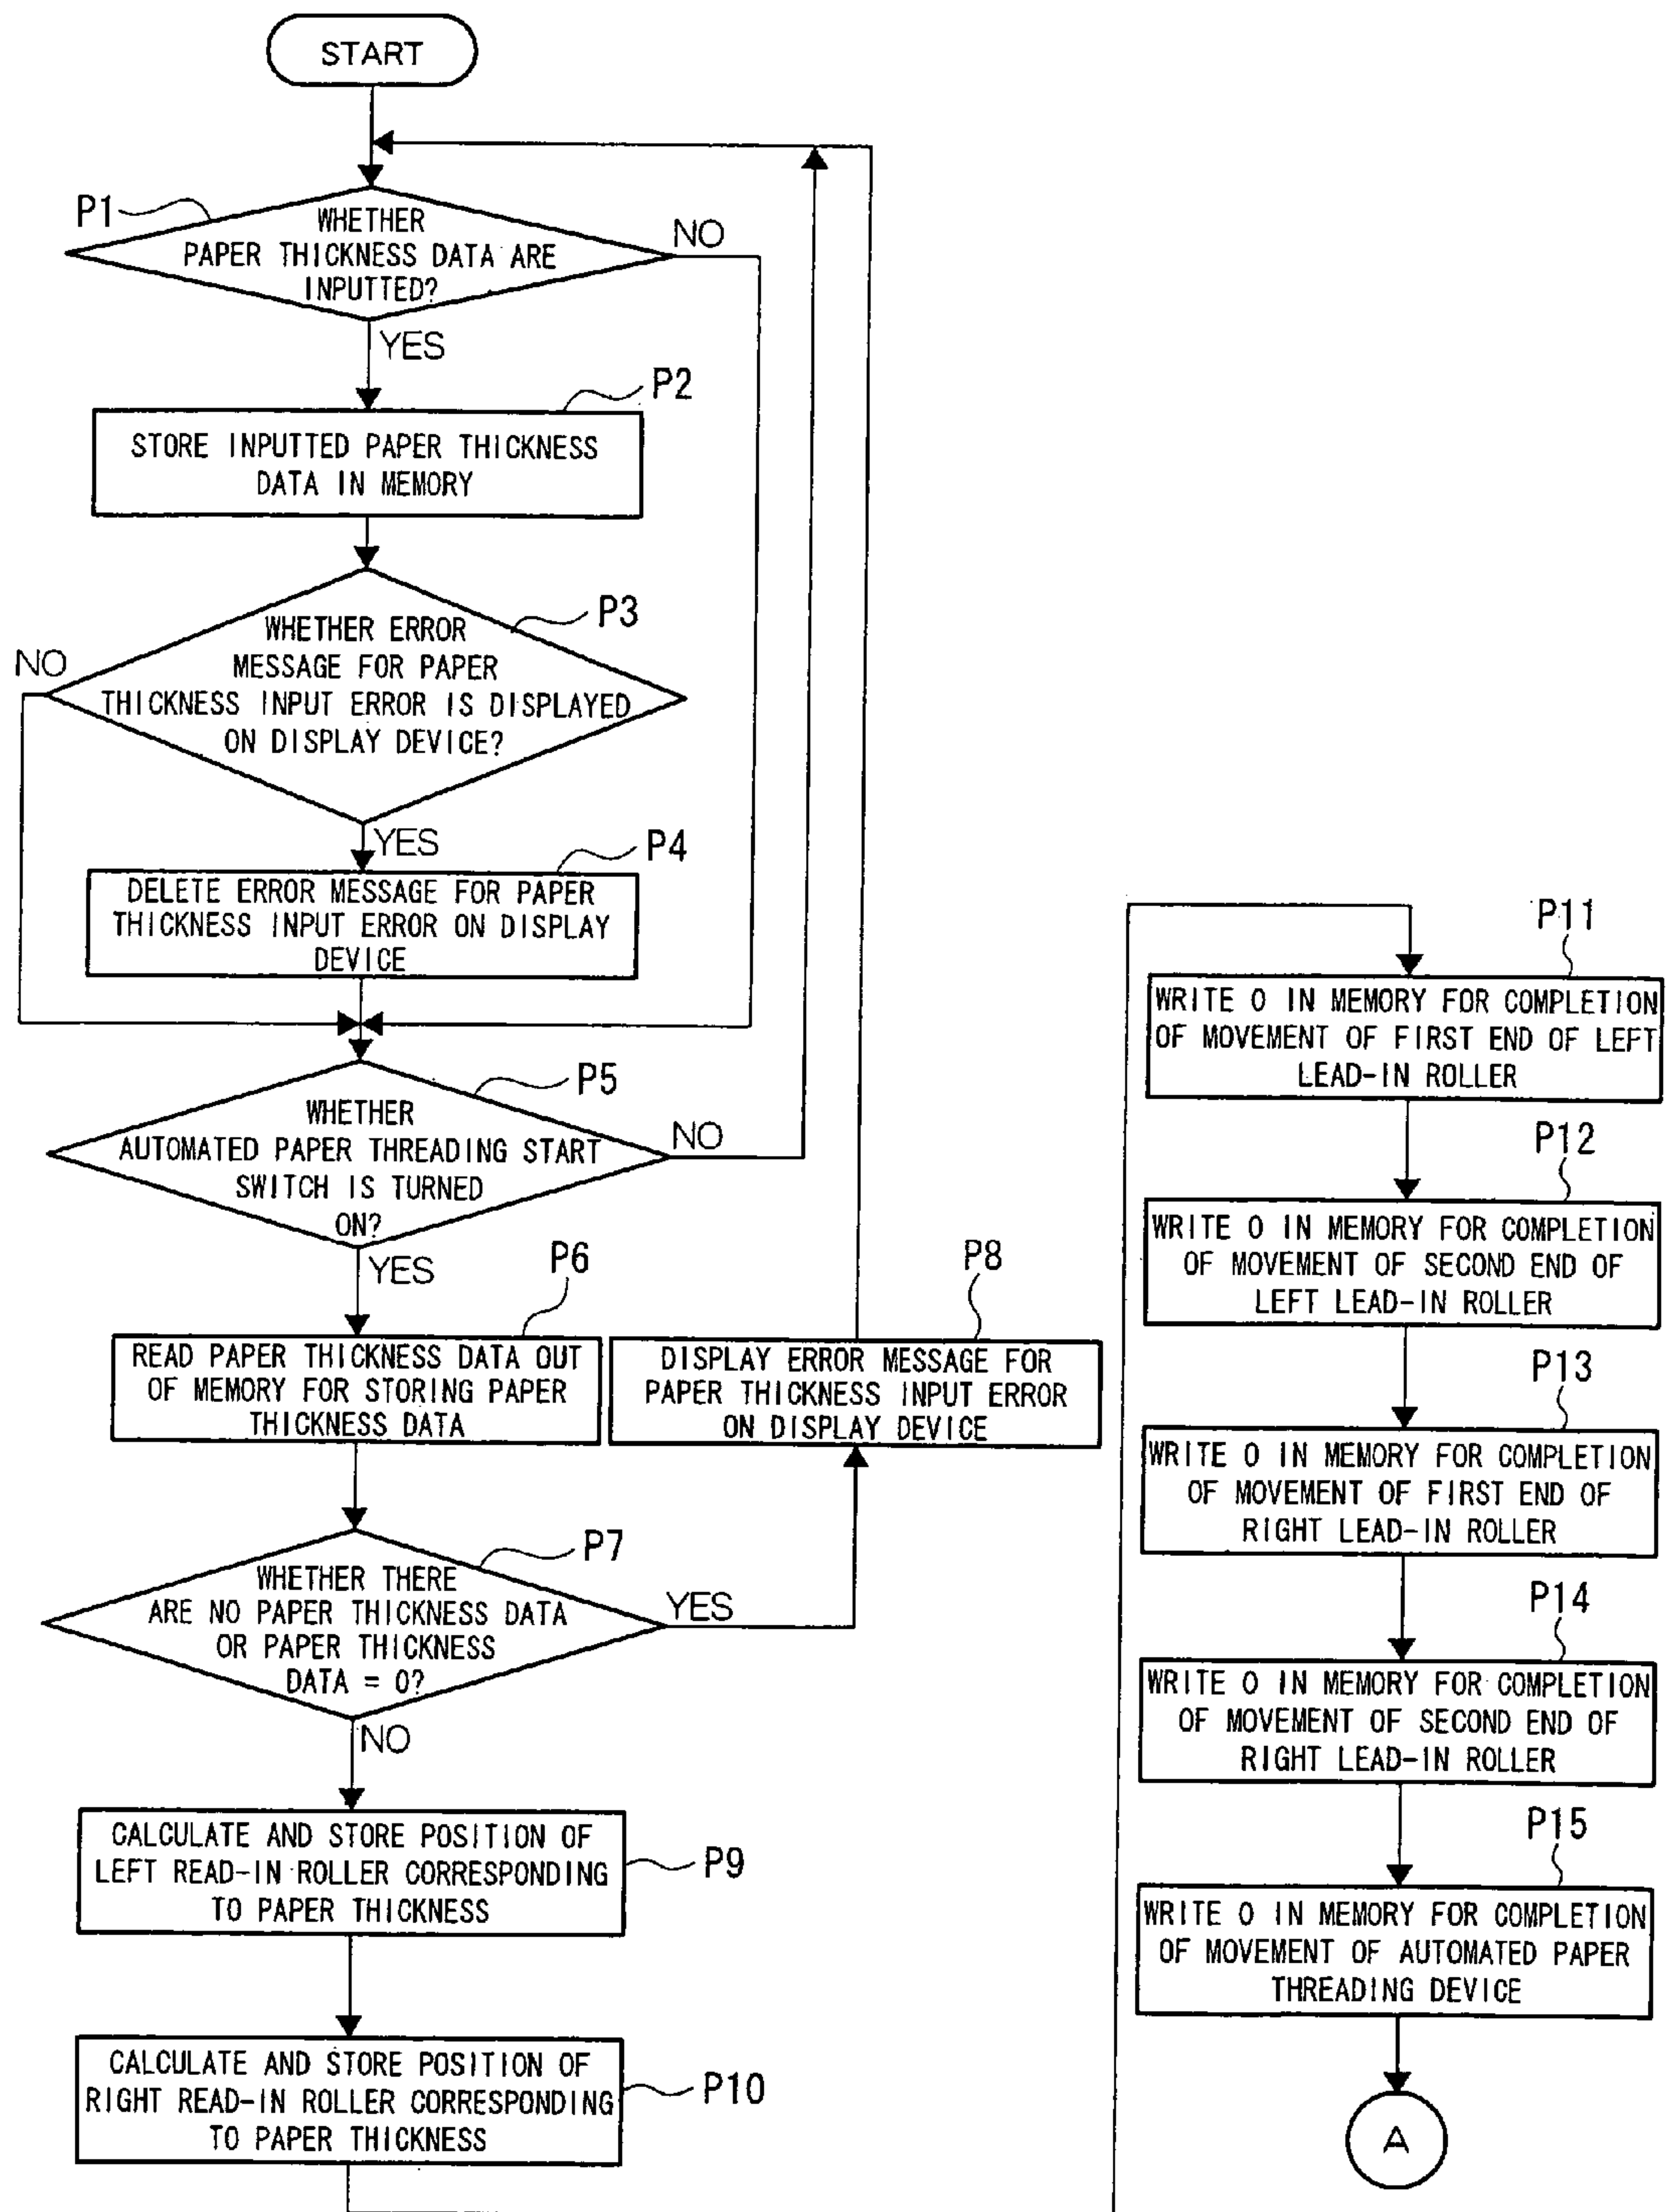 START
P1
WHETHER
PAPER THICKNESS DATA ARE
INPUTTED?
NO
YES
P2
STORE INPUTTED PAPER THICKNESS
DATA IN MEMORY
P3
WHETHER ERROR
MESSAGE FOR PAPER
THICKNESS INPUT ERROR IS DISPLAYED
ON DISPLAY DEVICE?
NO
YES
P4
DELETE ERROR MESSAGE FOR PAPER
THICKNESS INPUT ERROR ON DISPLAY
DEVICE
P5
WHETHER
AUTOMATED PAPER THREADING START
SWITCH IS TURNED
ON?
NO
YES
P6
READ PAPER THICKNESS DATA OUT
OF MEMORY FOR STORING PAPER
THICKNESS DATA
P7
WHETHER THERE
ARE NO PAPER THICKNESS DATA
OR PAPER THICKNESS
DATA = 0?
YES
NO
P8
DISPLAY ERROR MESSAGE FOR
PAPER THICKNESS INPUT ERROR
ON DISPLAY DEVICE
CALCULATE AND STORE POSITION OF
LEFT READ-IN ROLLER CORRESPONDING
TO PAPER THICKNESS
P9
CALCULATE AND STORE POSITION OF
RIGHT READ-IN ROLLER CORRESPONDING
TO PAPER THICKNESS
P10
P11
WRITE 0 IN MEMORY FOR COMPLETION
OF MOVEMENT OF FIRST END OF LEFT
LEAD-IN ROLLER
P12
WRITE 0 IN MEMORY FOR COMPLETION
OF MOVEMENT OF SECOND END OF
LEFT LEAD-IN ROLLER
P13
WRITE 0 IN MEMORY FOR COMPLETION
OF MOVEMENT OF FIRST END OF
RIGHT LEAD-IN ROLLER
P14
WRITE 0 IN MEMORY FOR COMPLETION
OF MOVEMENT OF SECOND END OF
RIGHT LEAD-IN ROLLER
P15
WRITE 0 IN MEMORY FOR COMPLETION
OF MOVEMENT OF AUTOMATED PAPER
THREADING DEVICE
A